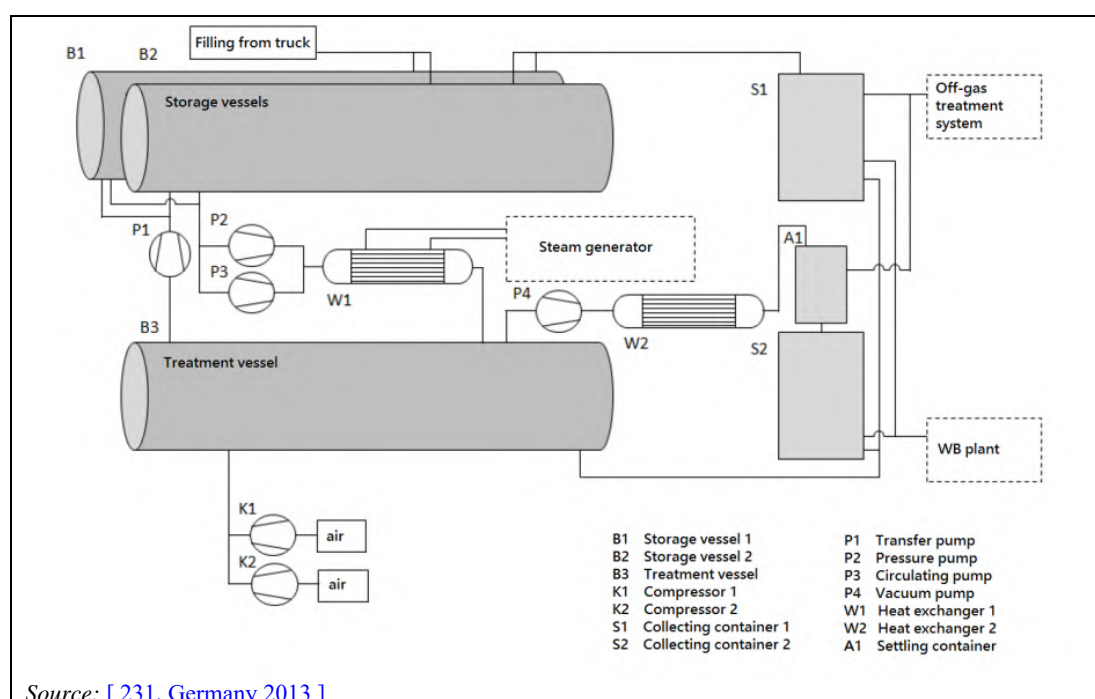 B1
B2
Filling from truck
Storage vessels
S1
Off-gas
treatment
system
P1
P2
P3
W1
Steam generator
P4
W2
A1
B3
Treatment vessel
S2
WB plant
K1
air
K2
air
B1 Storage vessel 1
B2 Storage vessel 2
B3 Treatment vessel
K1 Compressor 1
K2 Compressor 2
S1 Collecting container 1
S2 Collecting container 2
P1 Transfer pump
P2 Pressure pump
P3 Circulating pump
P4 Vacuum pump
W1 Heat exchanger 1
W2 Heat exchanger 2
A1 Settling container
Source: [ 231, Germany 2013 ]